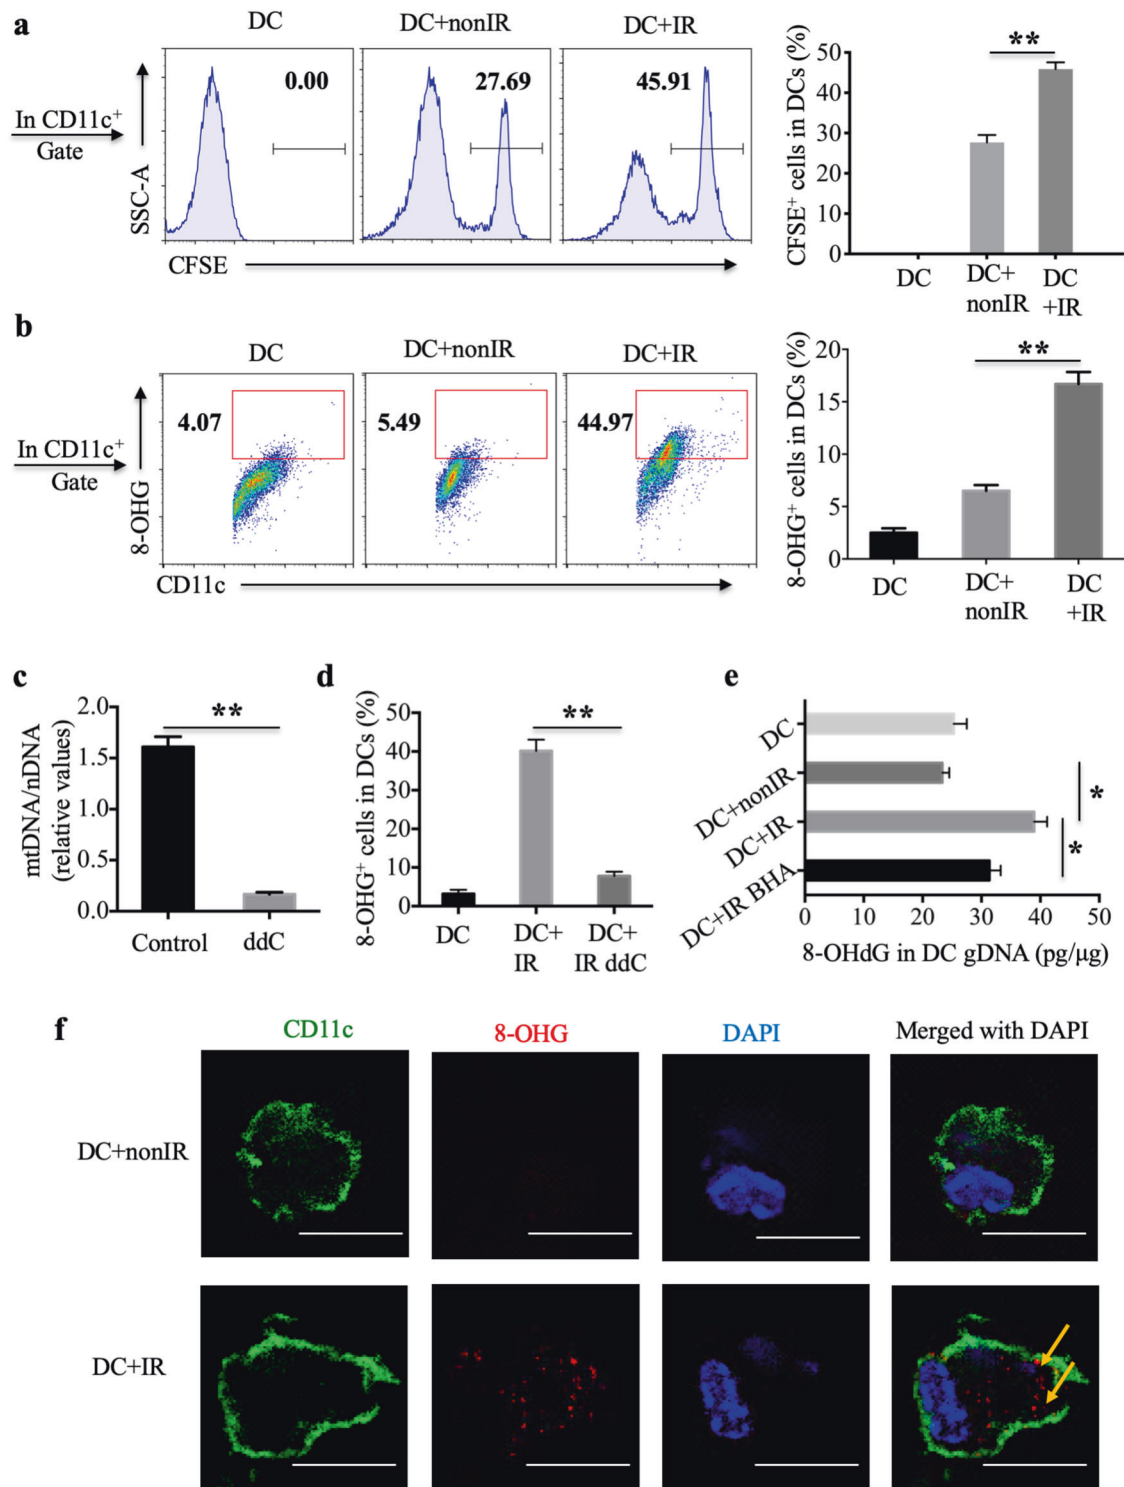 a
DC
DC+nonIR
DC+IR
In CD11c⁺
Gate
SSC-A
0.00
27.69
45.91
CFSE
CFSE⁺ cells in DCs (%)
50
40
30
20
10
0
**
DC
DC+
nonIR
DC
+IR
b
DC
DC+nonIR
DC+IR
In CD11c⁺
Gate
8-OHG
4.07
5.49
44.97
CD11c
8-OHG⁺ cells in DCs (%)
20
15
10
5
0
**
DC
DC+
nonIR
DC
+IR
c
mtDNA/nDNA
(relative values)
2.0
1.5
1.0
0.5
0.0
**
Control
ddC
d
8-OHG⁺ cells in DCs (%)
50
40
30
20
10
0
**
DC
DC+
IR
DC+
IR ddC
e
DC
DC+nonIR
DC+IR
DC+IR BHA
*
*
0
10
20
30
40
50
8-OHdG in DC gDNA (pg/μg)
f
CD11c
8-OHG
DAPI
Merged with DAPI
DC+nonIR
DC+IR